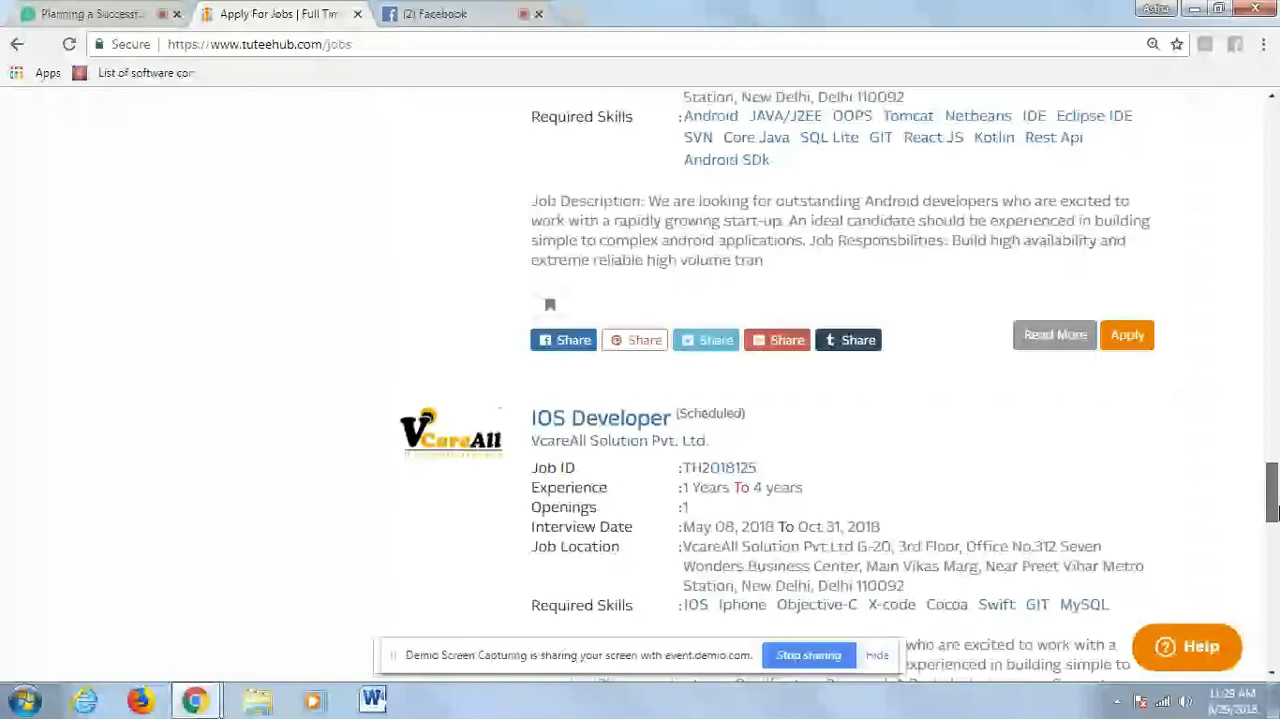 Planning a Successf
Apply For Jobs | Full Tim
(2) Facebook
Astha
Secure
https://www.tuteehub.com/jobs
Apps
List of software com
Station, New Delhi, Delhi 110092
Required Skills :Android JAVA/J2EE OOPS Tomcat Netbeans IDE Eclipse IDE
SVN Core Java SQL Lite GIT React JS Kotlin Rest Api
Android SDk
Job Description: We are looking for outstanding Android developers who are excited to
work with a rapidly growing start-up. An ideal candidate should be experienced in building
simple to complex android applications. Job Responsbilities: Build high availability and
extreme reliable high volume tran
Share Share Share Share t Share
Read More Apply
VCareAll
IOS Developer (Scheduled)
VcareAll Solution Pvt. Ltd.
Job ID :TH2018125
Experience :1 Years To 4 years
Openings :1
Interview Date :May 08, 2018 To Oct 31, 2018
Job Location :VcareAll Solution Pvt Ltd G-20, 3rd Floor, Office No.312 Seven
Wonders Business Center, Main Vikas Marg, Near Preet Vihar Metro
Station, New Delhi, Delhi 110092
Required Skills :IOS Iphone Objective-C X-code Cocoa Swift GIT MySQL
who are excited to work with a
experienced in building simple to
Demo Screen Capturing is sharing your screen with event.demio.com.
Stop sharing
Hide
Help
11:29 AM
6/29/2018